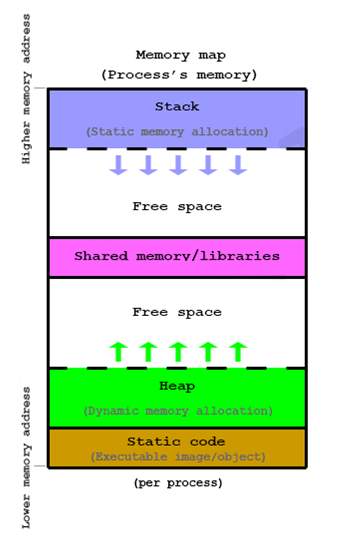 Memory map
(Process's memory)
Higher memory address
Stack
(Static memory allocation)
Free space
Shared memory/libraries
Free space
Heap
(Dynamic memory allocation)
Static code
(Executable image/object)
Lower memory address
(per process)